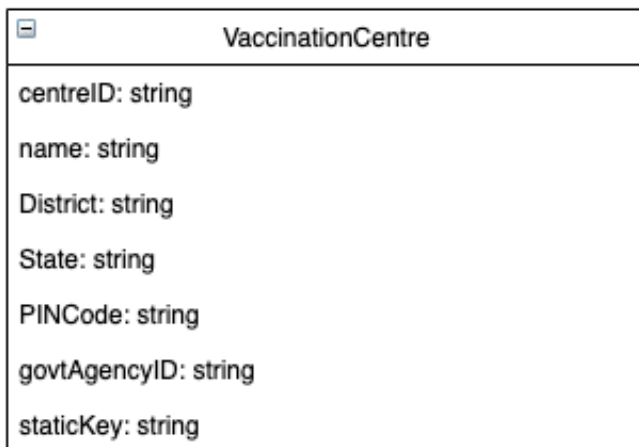 VaccinationCentre
centreID: string
name: string
District: string
State: string
PINCode: string
govtAgencyID: string
staticKey: string